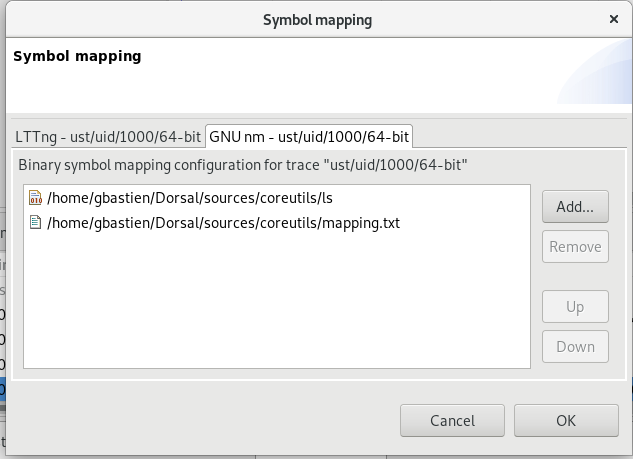 Symbol mapping
Symbol mapping
LTTng - ust/uid/1000/64-bit GNU nm - ust/uid/1000/64-bit
Binary symbol mapping configuration for trace "ust/uid/1000/64-bit"
/home/gbastien/Dorsal/sources/coreutils/ls
/home/gbastien/Dorsal/sources/coreutils/mapping.txt
Add...
Remove
Up
Down
Cancel OK